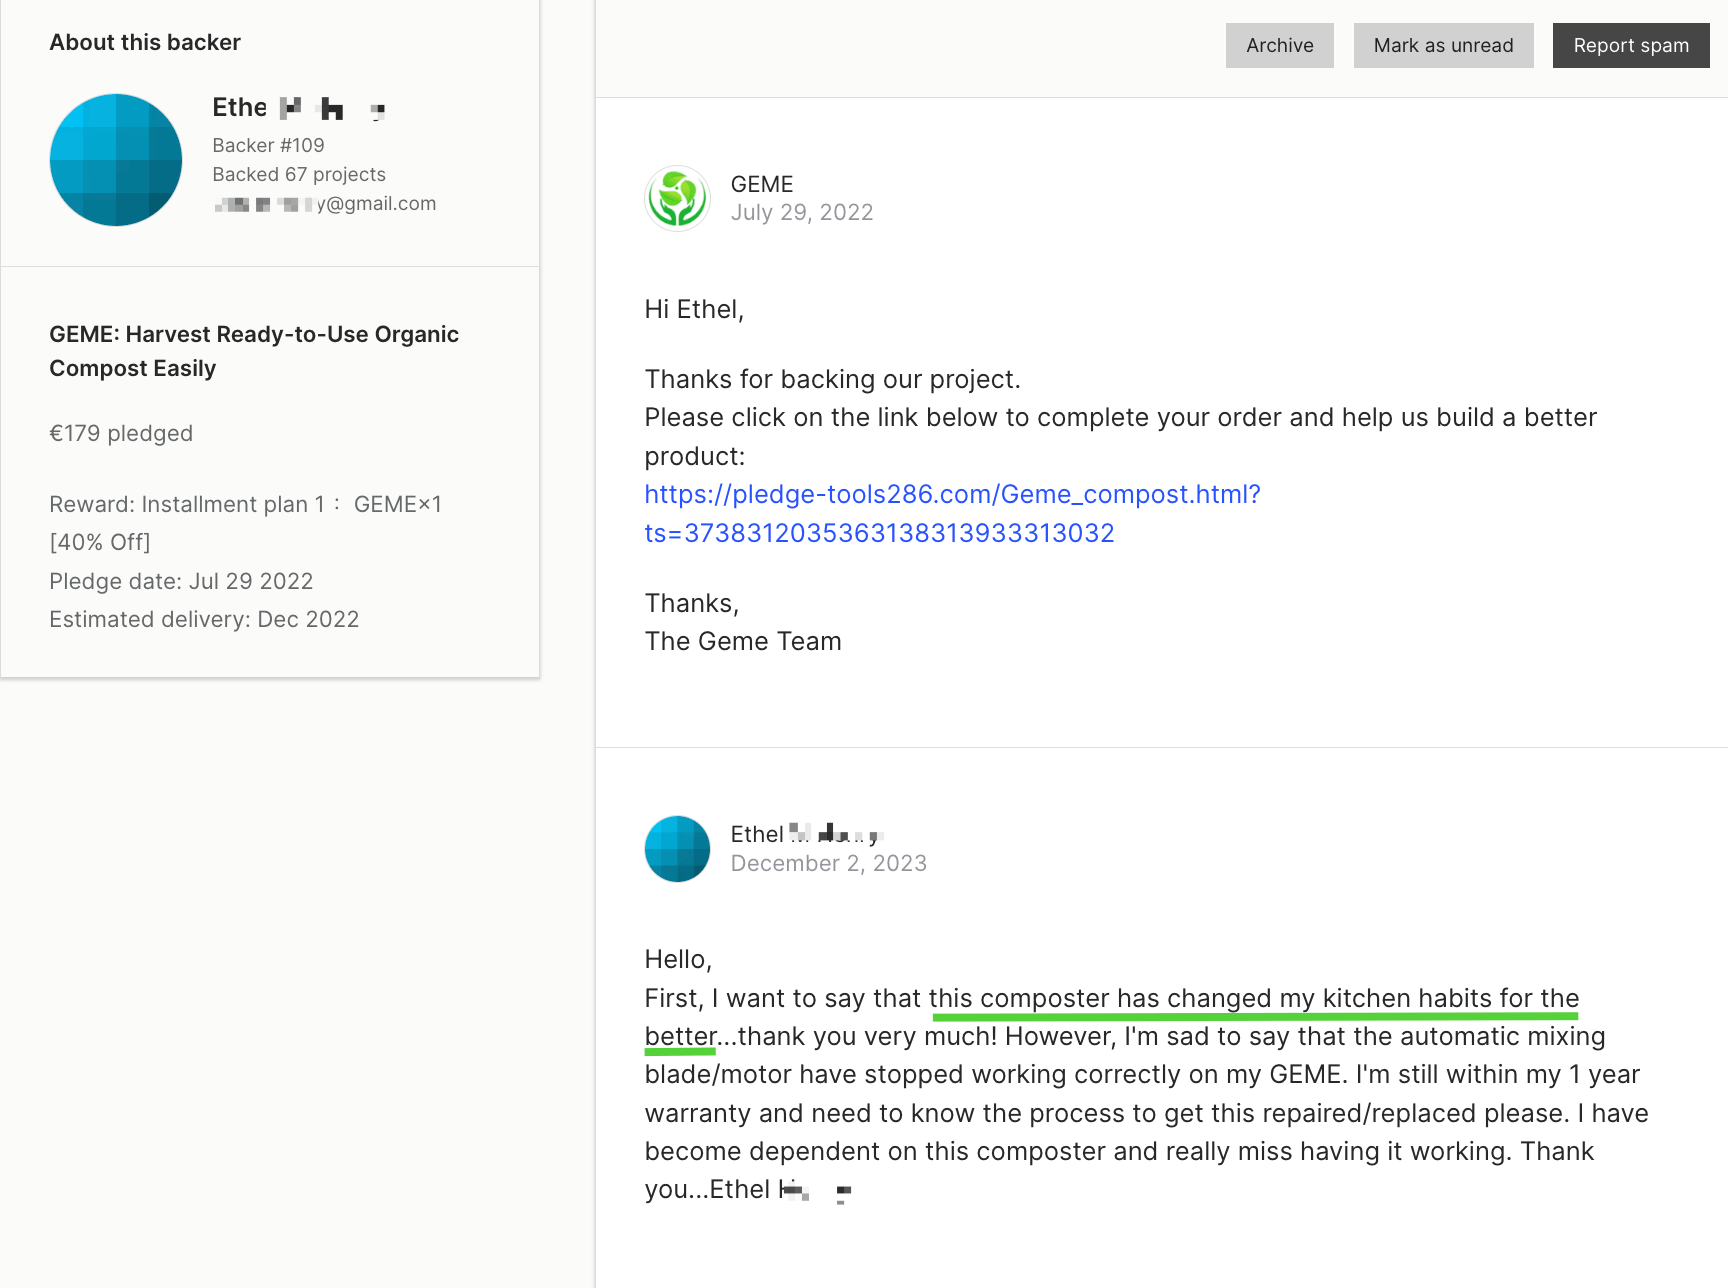 About this backer
Ethe
Backer #109
Backed 67 projects
y@gmail.com
GEME: Harvest Ready-to-Use Organic
Compost Easily
€179 pledged
Reward: Installment plan 1： GEME×1
[40% Off]
Pledge date: Jul 29 2022
Estimated delivery: Dec 2022
Archive
Mark as unread
Report spam
GEME
July 29, 2022
Hi Ethel,
Thanks for backing our project.
Please click on the link below to complete your order and help us build a better
product:
https://pledge-tools286.com/Geme_compost.html?
ts=3738312035363138313933313032
Thanks,
The Geme Team
Ethel
December 2, 2023
Hello,
First, I want to say that this composter has changed my kitchen habits for the
better...thank you very much! However, I'm sad to say that the automatic mixing
blade/motor have stopped working correctly on my GEME. I'm still within my 1 year
warranty and need to know the process to get this repaired/replaced please. I have
become dependent on this composter and really miss having it working. Thank
you...Ethel